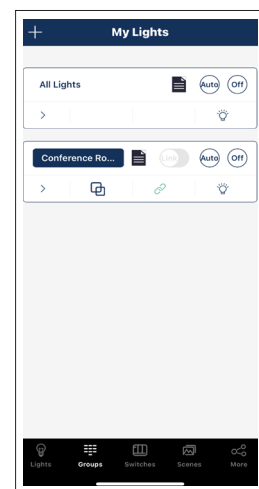 My Lights
All Lights Auto Off
Conference Ro... Link Auto Off
Lights Groups Switches Scenes More